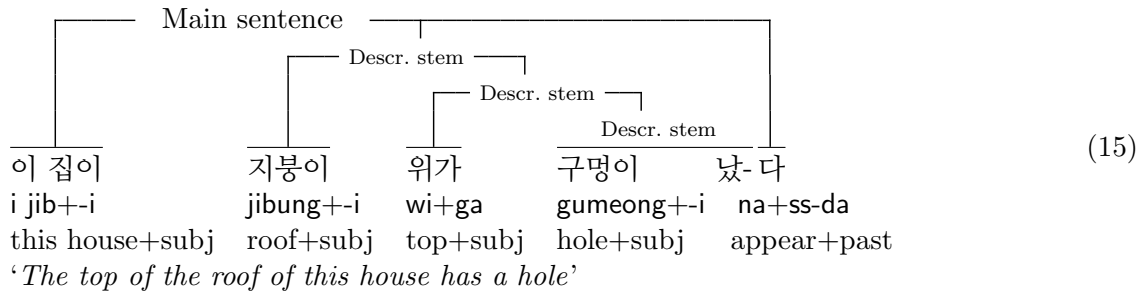 Main sentence
Descr. stem
Descr. stem
Descr. stem
이 집이 지붕이 위가 구멍이 났- 다 (15)
i jib+-i jibung+-i wi+ga gumeong+-i na+ss-da
this house+subj roof+subj top+subj hole+subj appear+past
‘The top of the roof of this house has a hole’